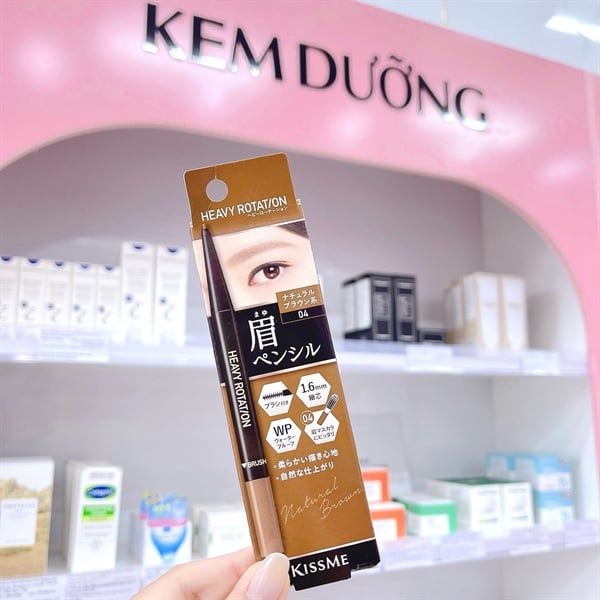 KEM DƯỠNG
HEAVY ROTATION
ヘビーローテーション
ナチュラル
ブラウン系
04
まゆ
眉
ペンシル
HEAVY ROTATION
▼BRUSH
ブラシ付き
1.6mm
細芯
WP
ウォーター
プルーフ
04
眉マスカラ
にピッタリ
・柔らかい描き心地
・自然な仕上がり
Natural
Brown
KISSME
Cetaphil